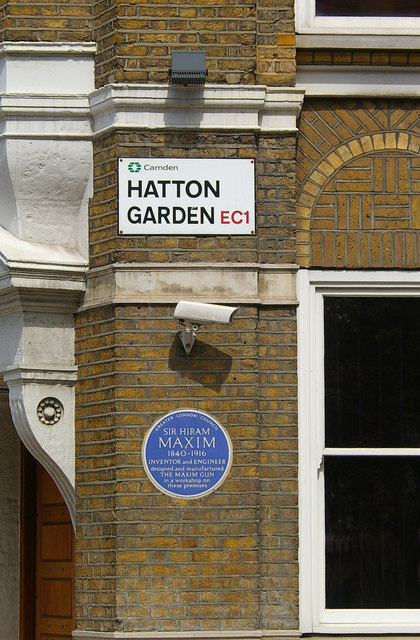 Camden
HATTON
GARDEN EC1
GREATER LONDON COUNCIL
SIR HIRAM
MAXIM
1840-1916
INVENTOR and ENGINEER
designed and manufactured
THE MAXIM GUN
in a workshop on
these premises